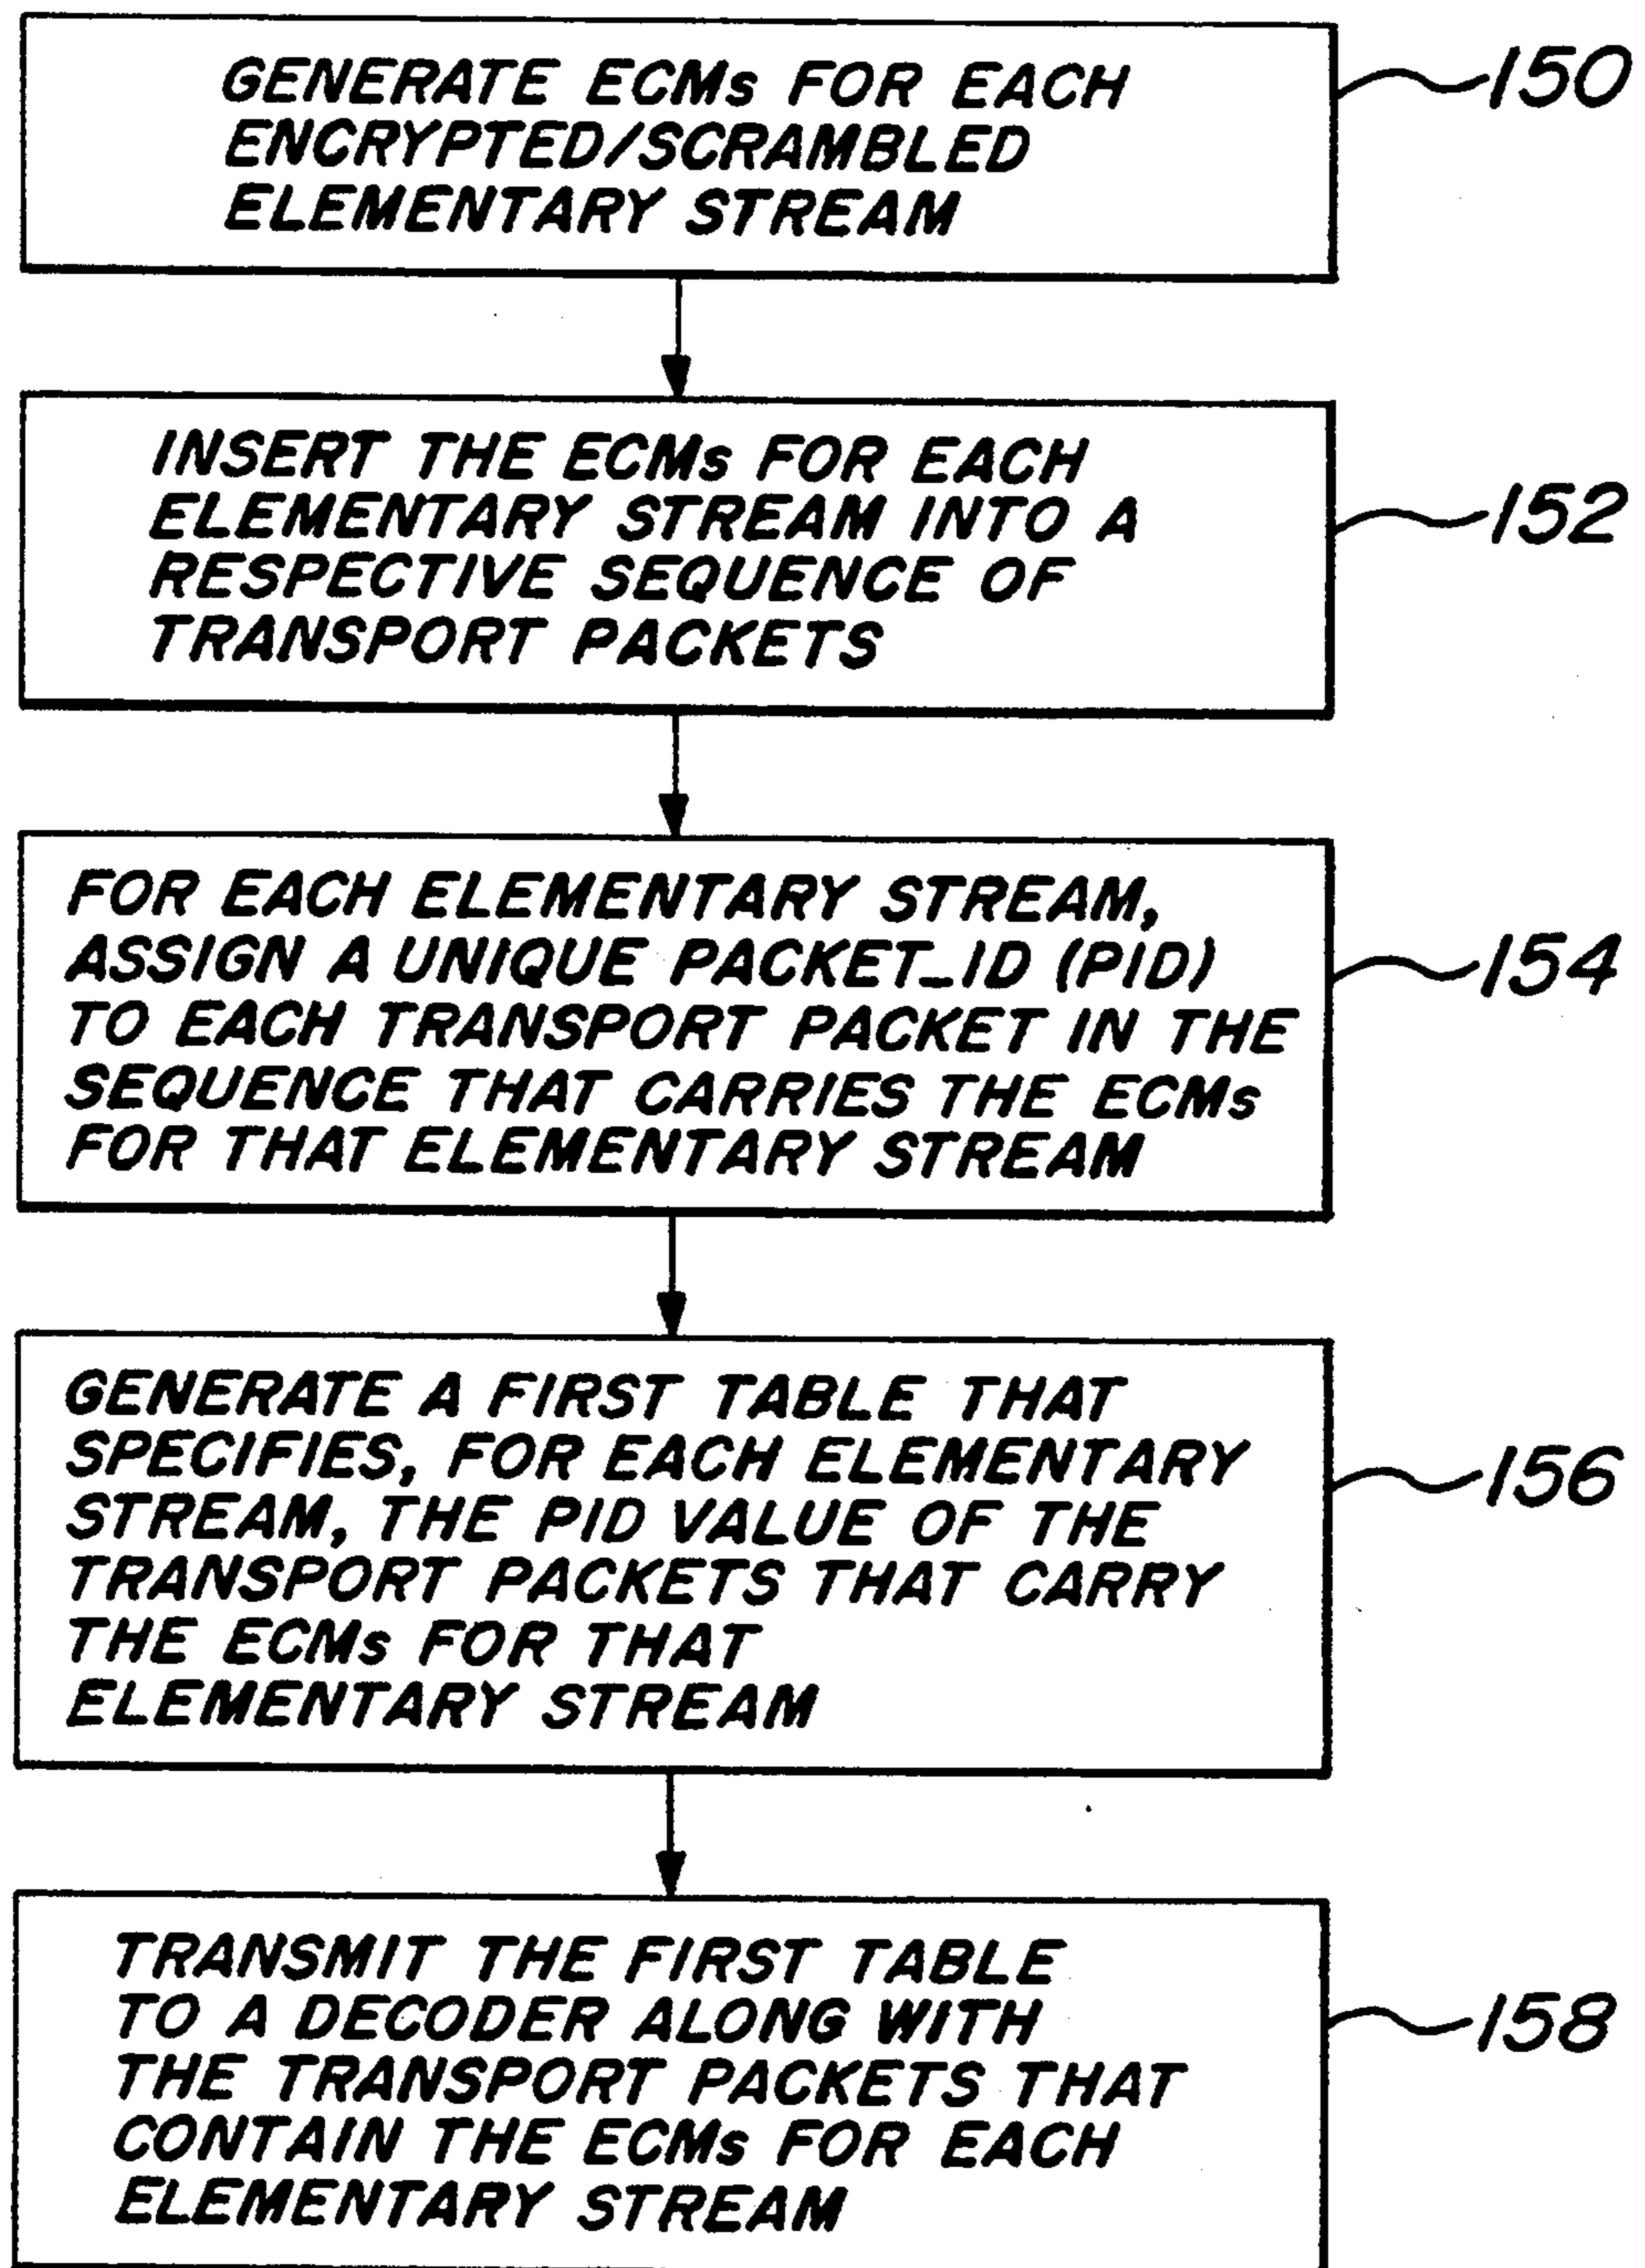 GENERATE ECMs FOR EACH
ENCRYPTED/SCRAMBLED
ELEMENTARY STREAM
150
INSERT THE ECMs FOR EACH
ELEMENTARY STREAM INTO A
RESPECTIVE SEQUENCE OF
TRANSPORT PACKETS
152
FOR EACH ELEMENTARY STREAM,
ASSIGN A UNIQUE PACKET_ID (PID)
TO EACH TRANSPORT PACKET IN THE
SEQUENCE THAT CARRIES THE ECMs
FOR THAT ELEMENTARY STREAM
154
GENERATE A FIRST TABLE THAT
SPECIFIES, FOR EACH ELEMENTARY
STREAM, THE PID VALUE OF THE
TRANSPORT PACKETS THAT CARRY
THE ECMs FOR THAT
ELEMENTARY STREAM
156
TRANSMIT THE FIRST TABLE
TO A DECODER ALONG WITH
THE TRANSPORT PACKETS THAT
CONTAIN THE ECMs FOR EACH
ELEMENTARY STREAM
158